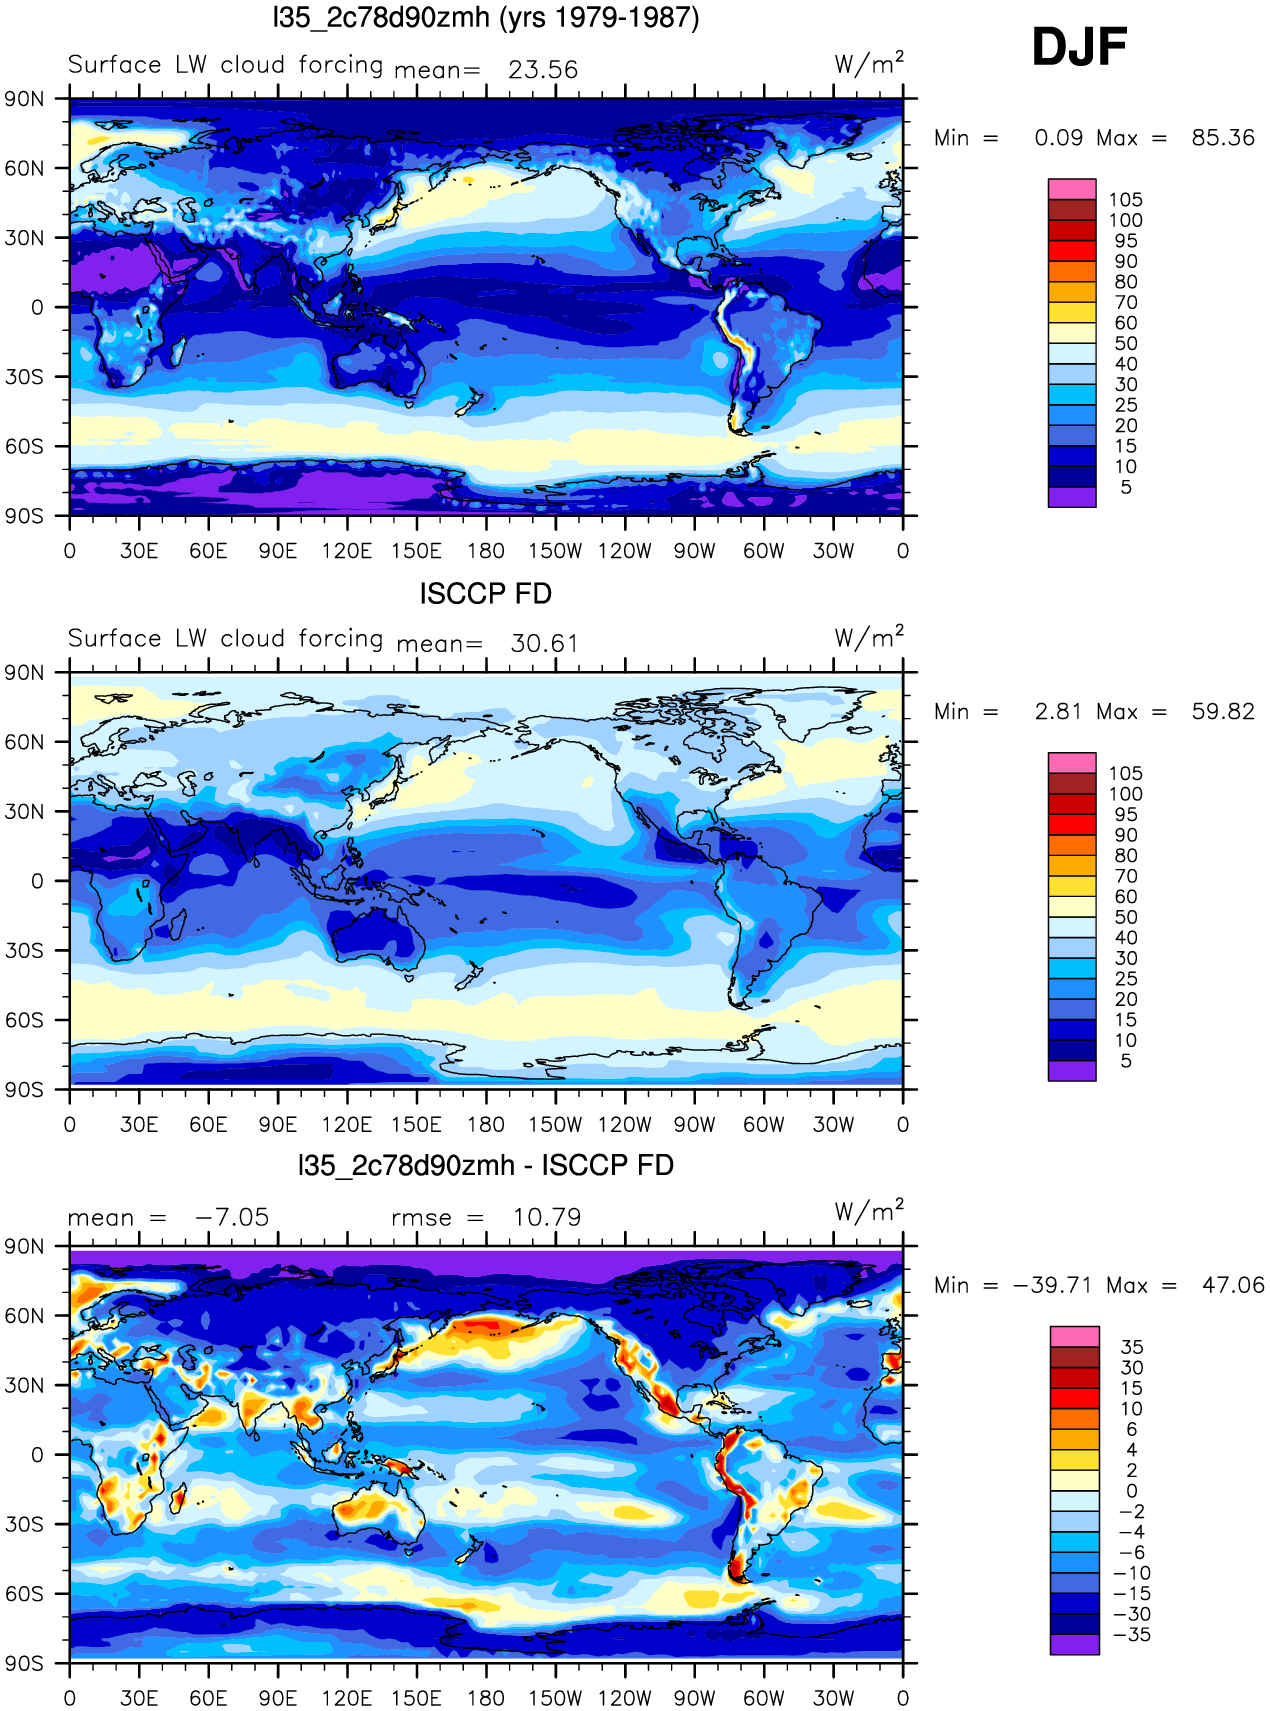 l35_2c78d90zmh (yrs 1979-1987)
DJF
Surface LW cloud forcing mean= 23.56 W/m²
Min = 0.09 Max = 85.36
90N
60N
30N
0
30S
60S
90S
0 30E 60E 90E 120E 150E 180 150W 120W 90W 60W 30W 0
105
100
95
90
80
70
60
50
40
30
25
20
15
10
5
ISCCP FD
Surface LW cloud forcing mean= 30.61 W/m²
Min = 2.81 Max = 59.82
90N
60N
30N
0
30S
60S
90S
0 30E 60E 90E 120E 150E 180 150W 120W 90W 60W 30W 0
105
100
95
90
80
70
60
50
40
30
25
20
15
10
5
l35_2c78d90zmh - ISCCP FD
mean = −7.05 rmse = 10.79 W/m²
Min = −39.71 Max = 47.06
90N
60N
30N
0
30S
60S
90S
0 30E 60E 90E 120E 150E 180 150W 120W 90W 60W 30W 0
35
30
15
10
6
4
2
0
−2
−4
−6
−10
−15
−30
−35